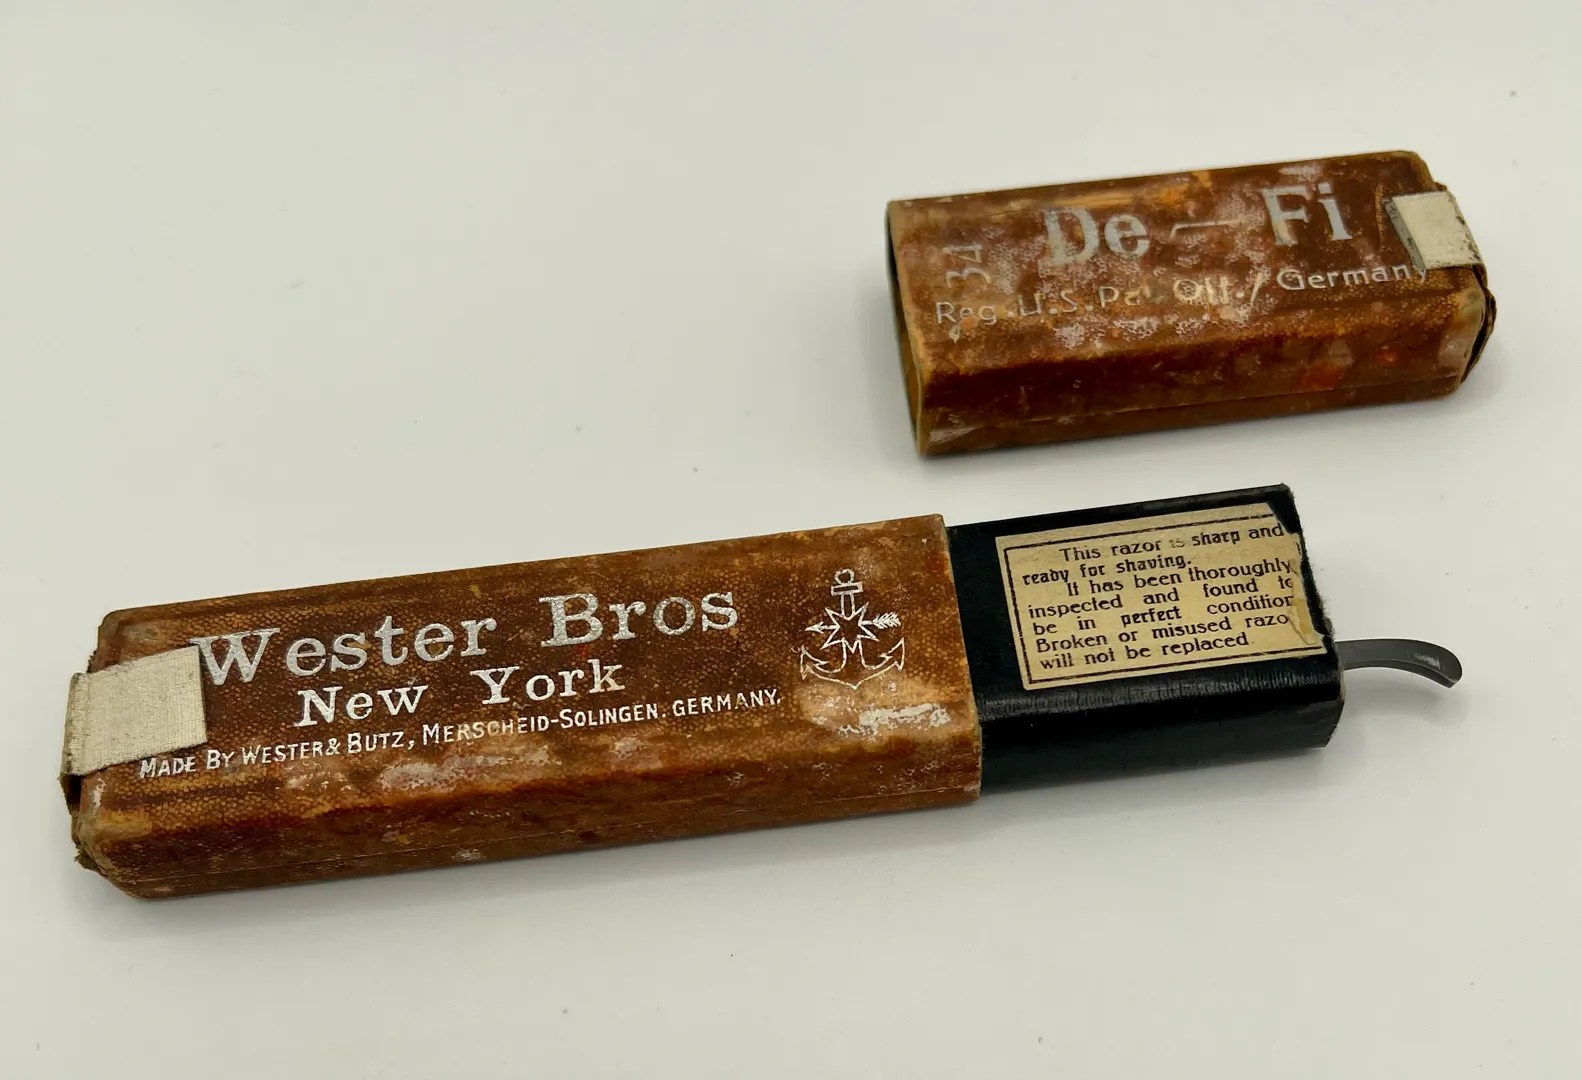 34
De — Fi
Reg. U.S. Pat. Off. / Germany
Wester Bros
New York
MADE BY WESTER & BUTZ, MERSCHEID-SOLINGEN. GERMANY.
This razor is sharp and
ready for shaving.
It has been thoroughly
inspected and found to
be in perfect condition
Broken or misused razo
will not be replaced